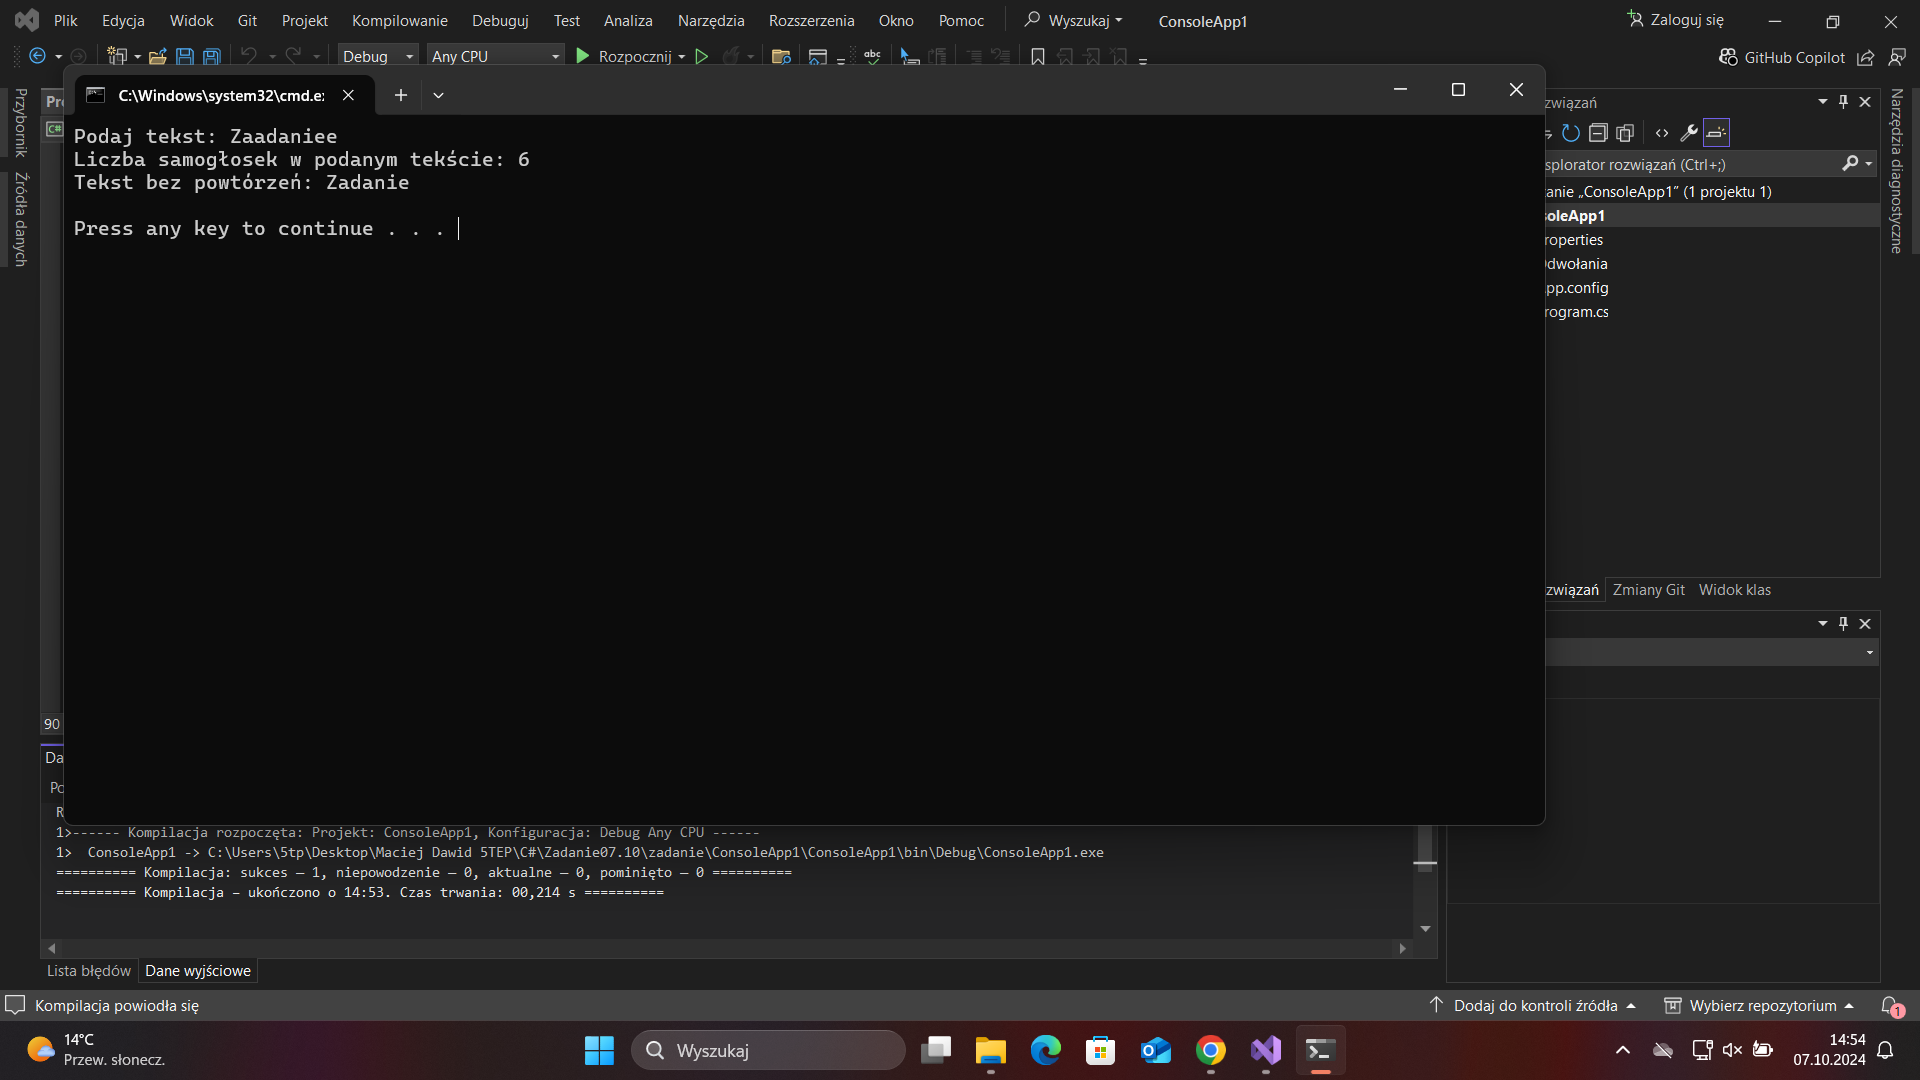 Plik Edycja Widok Git Projekt Kompilowanie Debuguj Test Analiza Narzędzia Rozszerzenia Okno Pomoc Wyszukaj ConsoleApp1 Zaloguj się
Debug Any CPU Rozpocznij abc GitHub Copilot
Przybornik
Źródła danych
C:\Windows\system32\cmd.e
Podaj tekst: Zaadaniee
Liczba samogłosek w podanym tekście: 6
Tekst bez powtórzeń: Zadanie
Press any key to continue . . .
związań
splorator rozwiązań (Ctrl+;)
anie „ConsoleApp1” (1 projektu 1)
soleApp1
roperties
dwołania
pp.config
rogram.cs
Narzędzia diagnostyczne
związań Zmiany Git Widok klas
C#
90
Da
1>------ Kompilacja rozpoczęta: Projekt: ConsoleApp1, Konfiguracja: Debug Any CPU ------
1>  ConsoleApp1 -> C:\Users\5tp\Desktop\Maciej Dawid 5TEP\C#\Zadanie07.10\zadanie\ConsoleApp1\ConsoleApp1\bin\Debug\ConsoleApp1.exe
========== Kompilacja: sukces — 1, niepowodzenie — 0, aktualne — 0, pominięto — 0 ==========
========== Kompilacja — ukończono o 14:53. Czas trwania: 00,214 s ==========
Lista błędów Dane wyjściowe
Kompilacja powiodła się Dodaj do kontroli źródła Wybierz repozytorium 1
14°C
Przew. słonecz.
Wyszukaj
14:54
07.10.2024